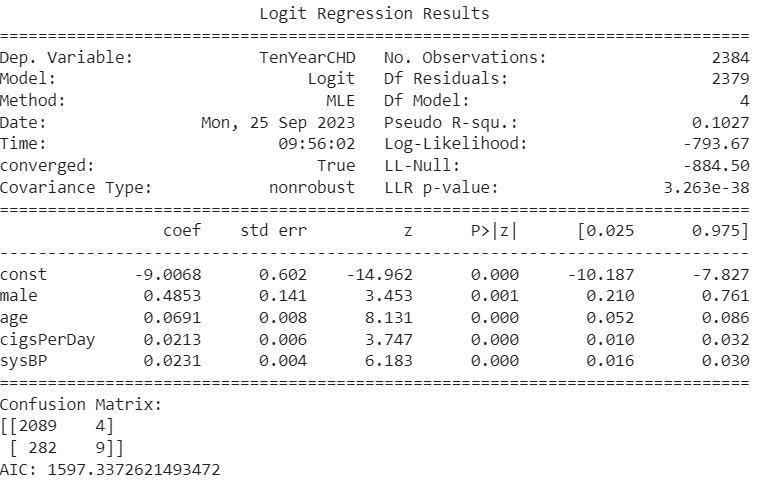 Logit Regression Results
==============================================================================
Dep. Variable: TenYearCHD No. Observations: 2384
Model: Logit Df Residuals: 2379
Method: MLE Df Model: 4
Date: Mon, 25 Sep 2023 Pseudo R-squ.: 0.1027
Time: 09:56:02 Log-Likelihood: -793.67
converged: True LL-Null: -884.50
Covariance Type: nonrobust LLR p-value: 3.263e-38
==============================================================================
coef std err z P>|z| [0.025 0.975]
------------------------------------------------------------------------------
const -9.0068 0.602 -14.962 0.000 -10.187 -7.827
male 0.4853 0.141 3.453 0.001 0.210 0.761
age 0.0691 0.008 8.131 0.000 0.052 0.086
cigsPerDay 0.0213 0.006 3.747 0.000 0.010 0.032
sysBP 0.0231 0.004 6.183 0.000 0.016 0.030
==============================================================================
Confusion Matrix:
[[2089 4]
[ 282 9]]
AIC: 1597.3372621493472